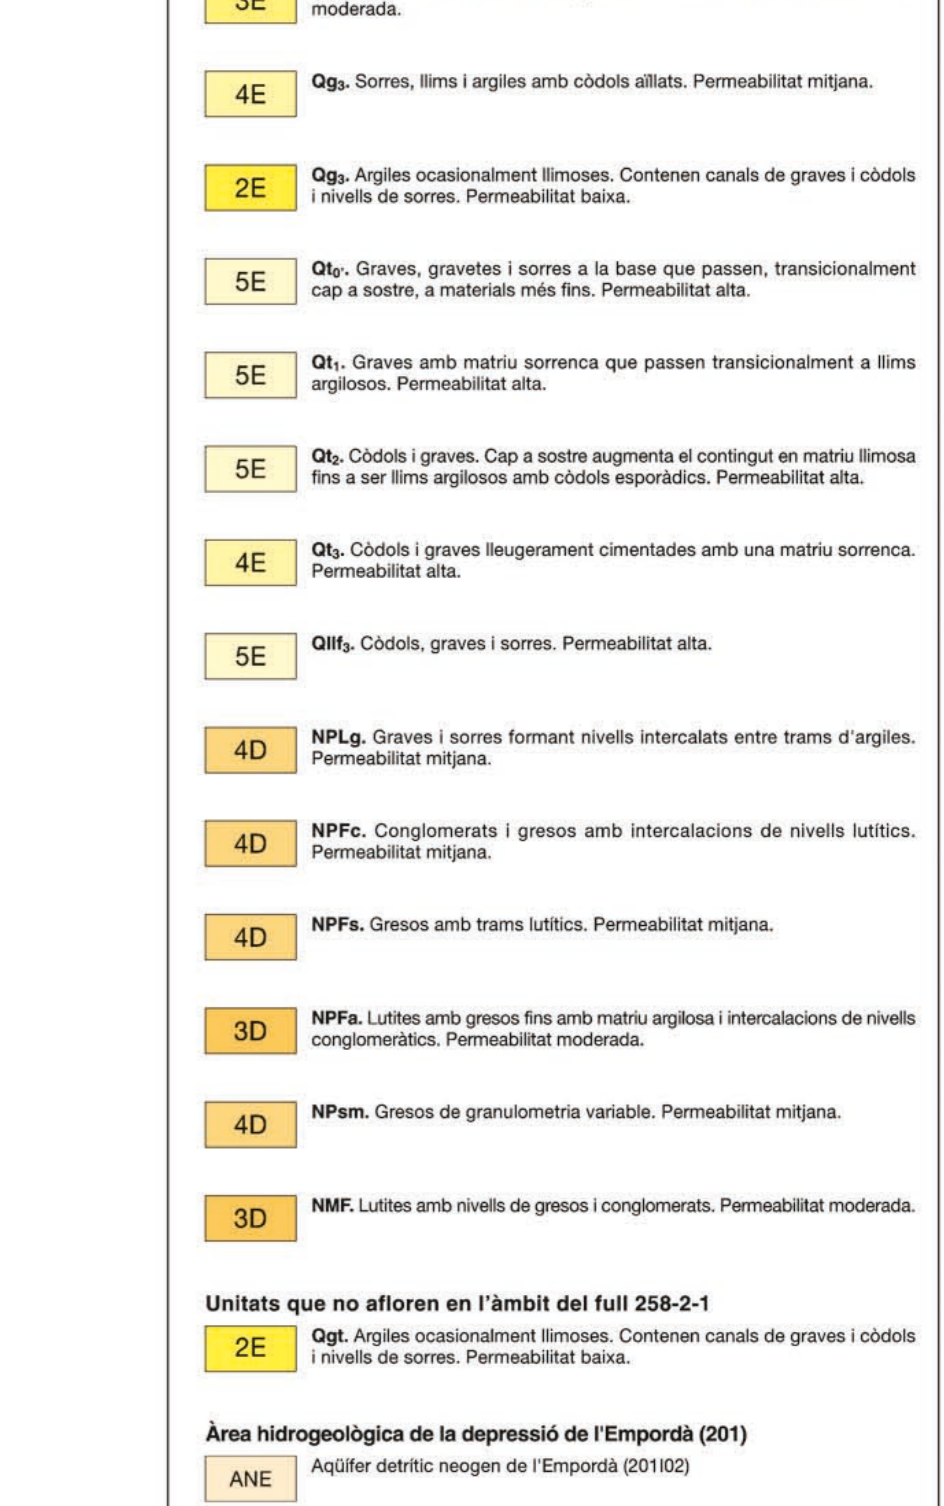 3E
moderada.
4E
Qg₃. Sorres, llims i argiles amb còdols aïllats. Permeabilitat mitjana.
2E
Qg₃. Argiles ocasionalment llimoses. Contenen canals de graves i còdols
i nivells de sorres. Permeabilitat baixa.
5E
Qt₀'. Graves, gravetes i sorres a la base que passen, transicionalment
cap a sostre, a materials més fins. Permeabilitat alta.
5E
Qt₁. Graves amb matriu sorrenca que passen transicionalment a llims
argilosos. Permeabilitat alta.
5E
Qt₂. Còdols i graves. Cap a sostre augmenta el contingut en matriu llimosa
fins a ser llims argilosos amb còdols esporàdics. Permeabilitat alta.
4E
Qt₃. Còdols i graves lleugerament cimentades amb una matriu sorrenca.
Permeabilitat alta.
5E
Qllf₃. Còdols, graves i sorres. Permeabilitat alta.
4D
NPLg. Graves i sorres formant nivells intercalats entre trams d'argiles.
Permeabilitat mitjana.
4D
NPFc. Conglomerats i gresos amb intercalacions de nivells lutítics.
Permeabilitat mitjana.
4D
NPFs. Gresos amb trams lutítics. Permeabilitat mitjana.
3D
NPFa. Lutites amb gresos fins amb matriu argilosa i intercalacions de nivells
conglomeràtics. Permeabilitat moderada.
4D
NPsm. Gresos de granulometria variable. Permeabilitat mitjana.
3D
NMF. Lutites amb nivells de gresos i conglomerats. Permeabilitat moderada.
Unitats que no afloren en l'àmbit del full 258-2-1
2E
Qgt. Argiles ocasionalment llimoses. Contenen canals de graves i còdols
i nivells de sorres. Permeabilitat baixa.
Àrea hidrogeològica de la depressió de l'Empordà (201)
ANE
Aqüífer detrític neogen de l'Empordà (201I02)